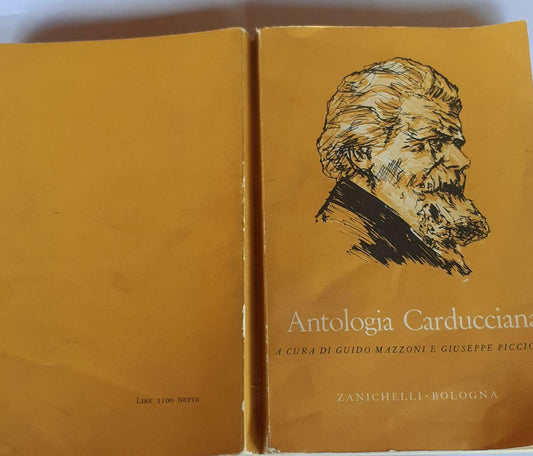 LIRE 1100 NETTE
Antologia Carducciana
A CURA DI GUIDO MAZZONI E GIUSEPPE PICCIO
ZANICHELLI · BOLOGNA